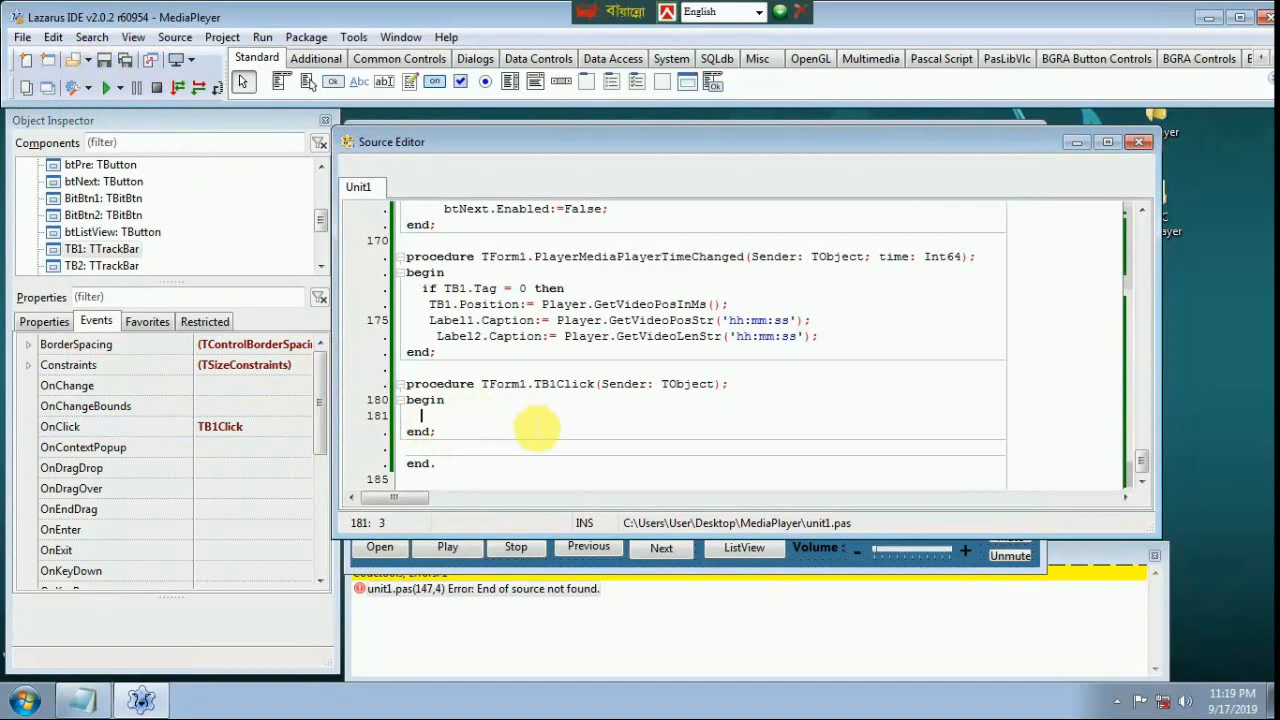 Lazarus IDE v2.0.2 r60954 - MediaPleyer
বাঁয়ান্নো English
File Edit Search View Source Project Run Package Tools Window Help
Standard Additional Common Controls Dialogs Data Controls Data Access System SQLdb Misc OpenGL Multimedia Pascal Script PasLibVlc BGRA Button Controls BGRA Controls
Ok Abc abI on Ok
Object Inspector
Components (filter)
btPre: TButton
btNext: TButton
BitBtn1: TBitBtn
BitBtn2: TBitBtn
btListView: TButton
TB1: TTrackBar
TB2: TTrackBar
Properties (filter)
Properties Events Favorites Restricted
BorderSpacing (TControlBorderSpaci
Constraints (TSizeConstraints)
OnChange
OnChangeBounds
OnClick TB1Click
OnContextPopup
OnDragDrop
OnDragOver
OnEndDrag
OnEnter
OnExit
OnKeyDown
Source Editor
Unit1
btNext.Enabled:=False;
end;
170
procedure TForm1.PlayerMediaPlayerTimeChanged(Sender: TObject; time: Int64);
begin
if TB1.Tag = 0 then
TB1.Position:= Player.GetVideoPosInMs();
175 Label1.Caption:= Player.GetVideoPosStr('hh:mm:ss');
Label2.Caption:= Player.GetVideoLenStr('hh:mm:ss');
end;
procedure TForm1.TB1Click(Sender: TObject);
180 begin
181
end;
end.
185
181: 3 INS C:\Users\User\Desktop\MediaPlayer\unit1.pas
Open Play Stop Previous Next ListView Volume : - + Unmute
unit1.pas(147,4) Error: End of source not found.
ayer
C
ayer
11:19 PM
9/17/2019